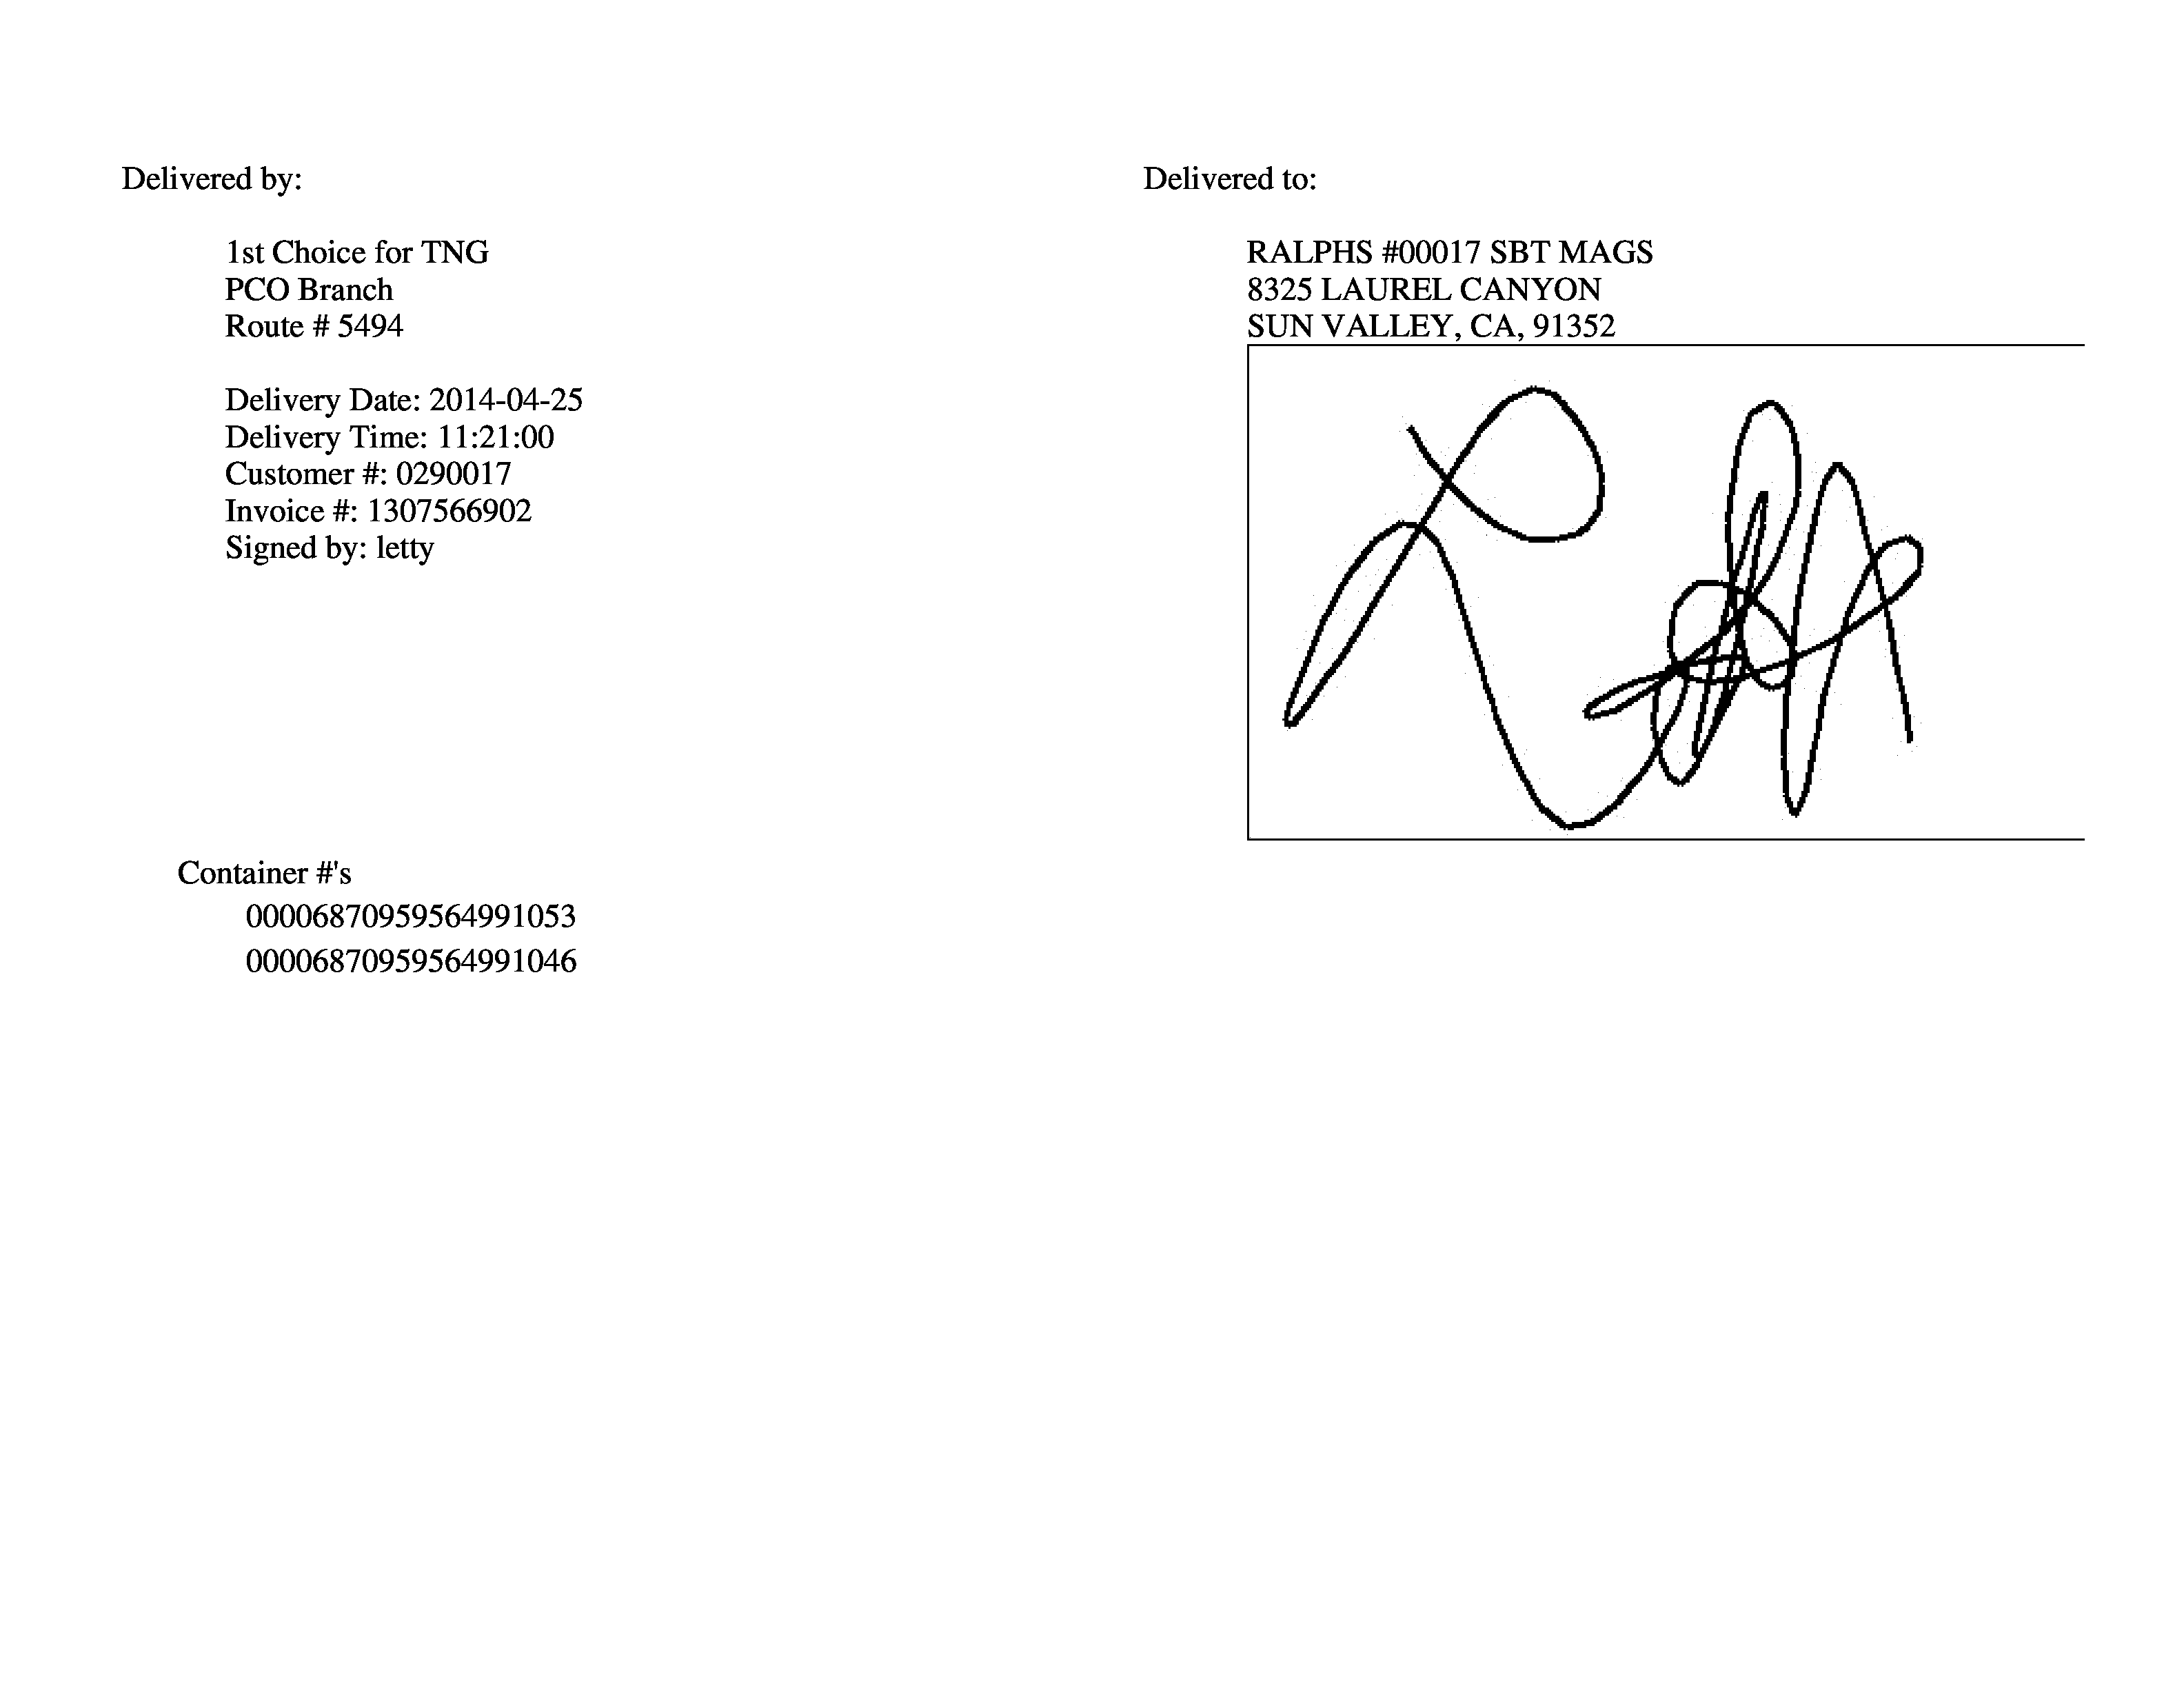 Delivered by:
1st Choice for TNG
PCO Branch
Route # 5494
Delivery Date: 2014-04-25
Delivery Time: 11:21:00
Customer #: 0290017
Invoice #: 1307566902
Signed by: letty
Delivered to:
RALPHS #00017 SBT MAGS
8325 LAUREL CANYON
SUN VALLEY, CA, 91352
Container #'s
00006870959564991053
00006870959564991046